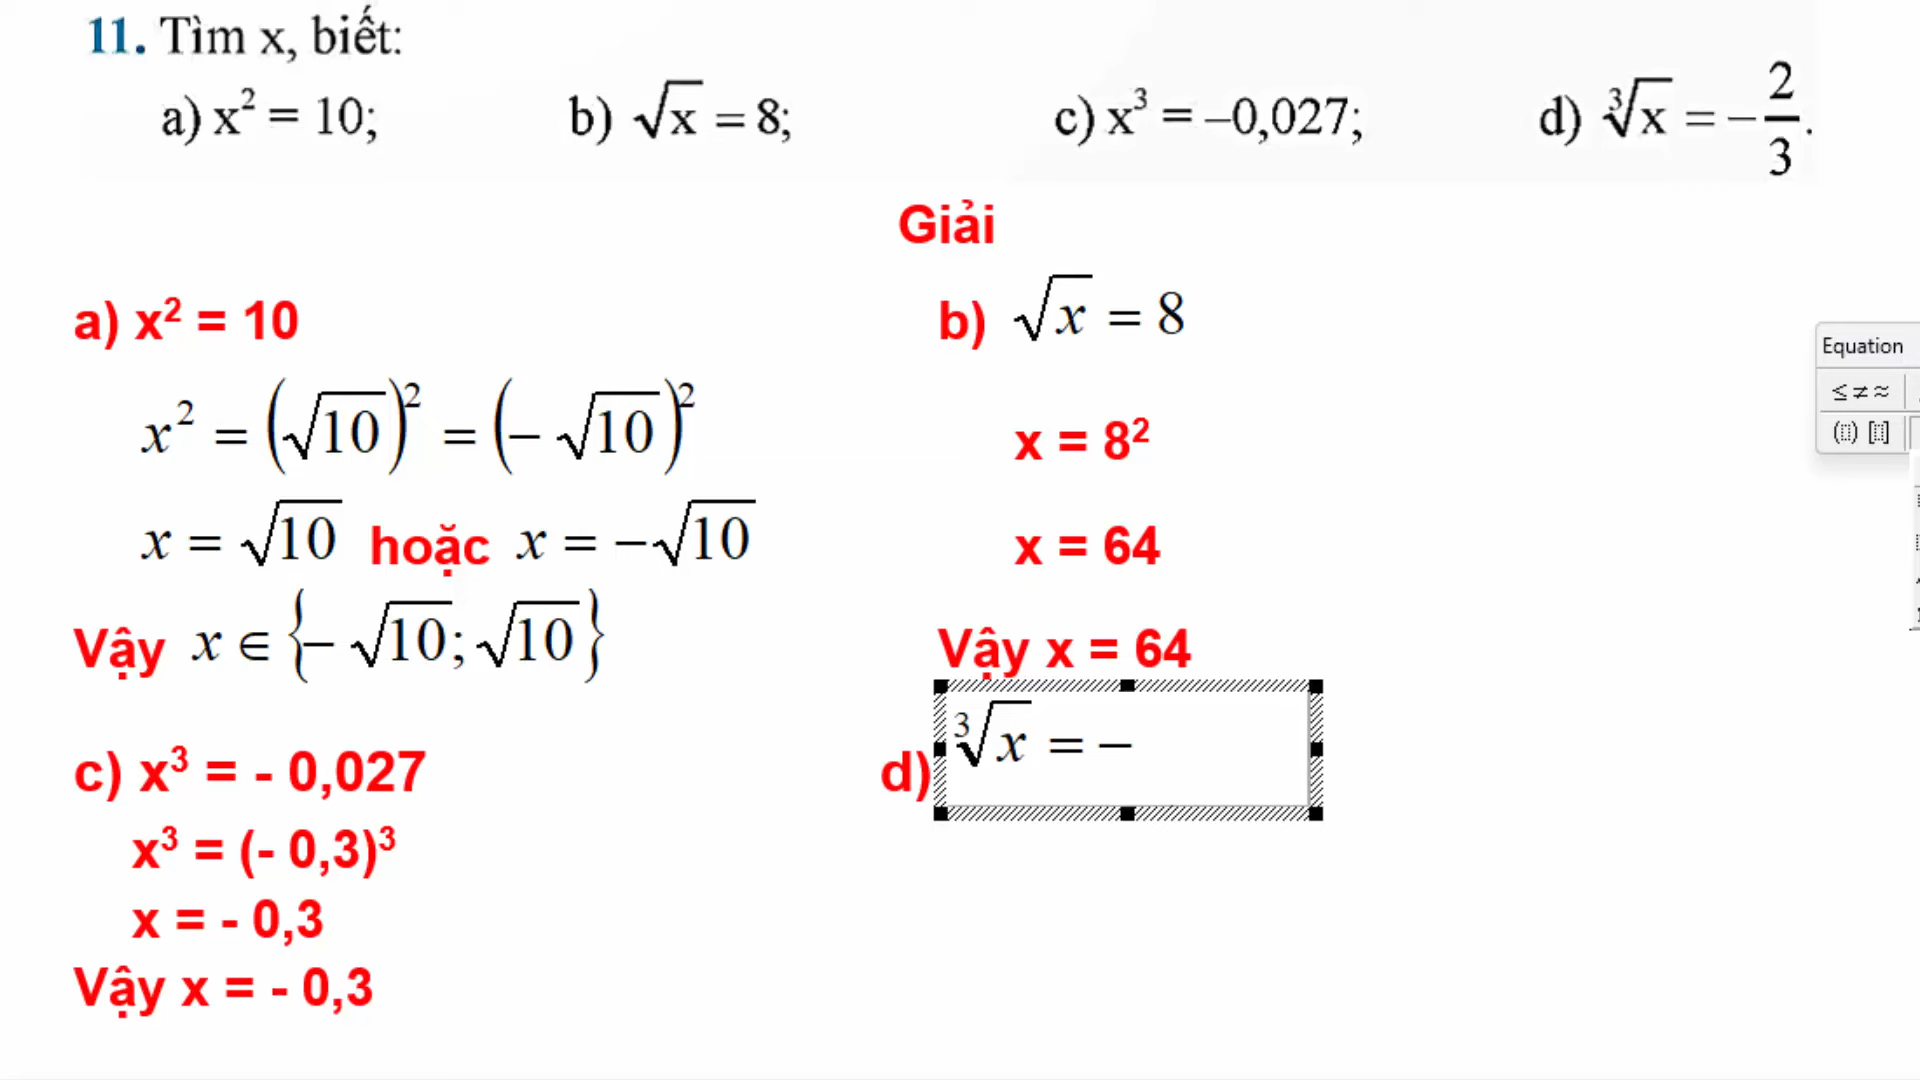 11. Tìm x, biết:
a) x² = 10; b) √x = 8; c) x³ = –0,027; d) ∛x = –2/3.
Giải
a) x² = 10
x² = (√10)² = (–√10)²
x = √10 hoặc x = –√10
Vậy x ∈ {–√10; √10}
b) √x = 8
x = 8²
x = 64
Vậy x = 64
c) x³ = - 0,027
x³ = (- 0,3)³
x = - 0,3
Vậy x = - 0,3
d) ∛x = –
Equation
≤≠≈